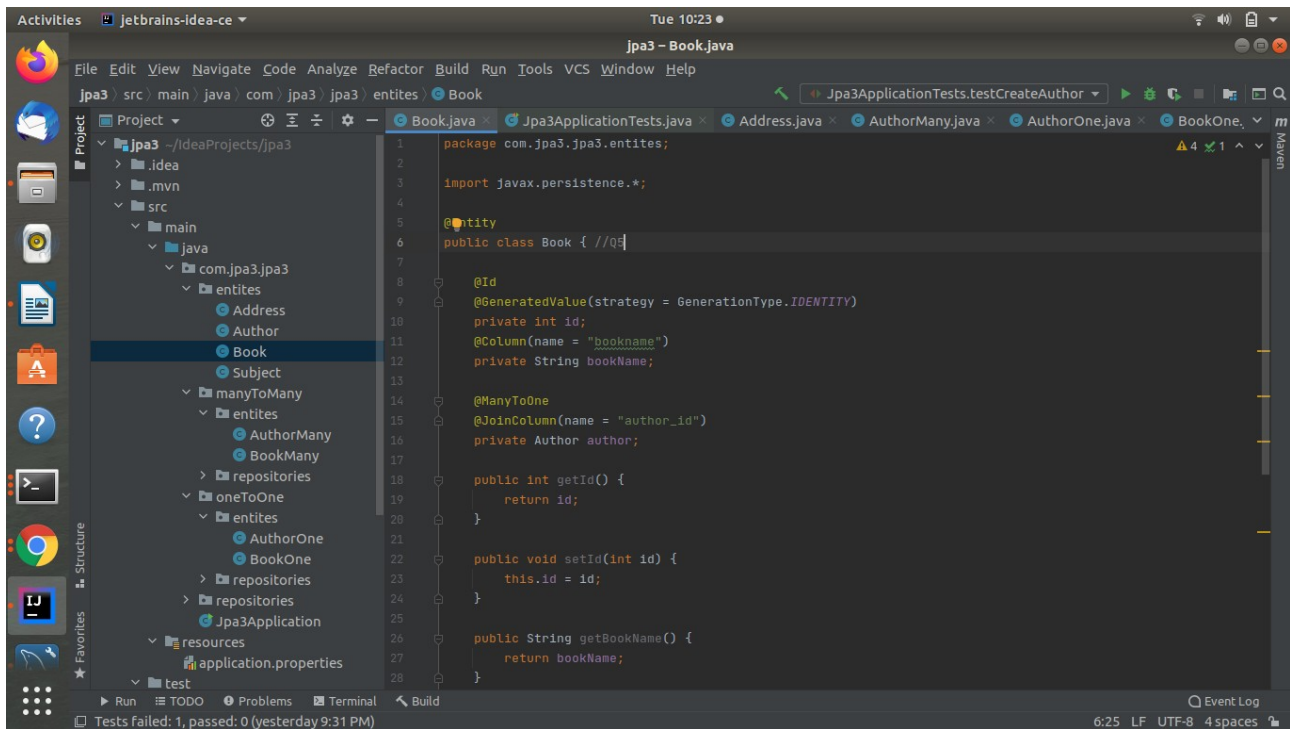 Activities jetbrains-idea-ce Tue 10:23
jpa3 – Book.java
File Edit View Navigate Code Analyze Refactor Build Run Tools VCS Window Help
jpa3 src main java com jpa3 jpa3 entites Book Jpa3ApplicationTests.testCreateAuthor
Project Book.java Jpa3ApplicationTests.java Address.java AuthorMany.java AuthorOne.java BookOne.
Project
Maven
Structure
Favorites
jpa3 ~/IdeaProjects/jpa3
.idea
.mvn
src
main
java
com.jpa3.jpa3
entites
Address
Author
Book
Subject
manyToMany
entites
AuthorMany
BookMany
repositories
oneToOne
entites
AuthorOne
BookOne
repositories
repositories
Jpa3Application
resources
application.properties
test
4 1
1 package com.jpa3.jpa3.entites;
2
3 import javax.persistence.*;
4
5 @Entity
6 public class Book { //Q5
7
8 @Id
9 @GeneratedValue(strategy = GenerationType.IDENTITY)
10 private int id;
11 @Column(name = "bookname")
12 private String bookName;
13
14 @ManyToOne
15 @JoinColumn(name = "author_id")
16 private Author author;
17
18 public int getId() {
19 return id;
20 }
21
22 public void setId(int id) {
23 this.id = id;
24 }
25
26 public String getBookName() {
27 return bookName;
28 }
Run TODO Problems Terminal Build Event Log
Tests failed: 1, passed: 0 (yesterday 9:31 PM) 6:25 LF UTF-8 4 spaces